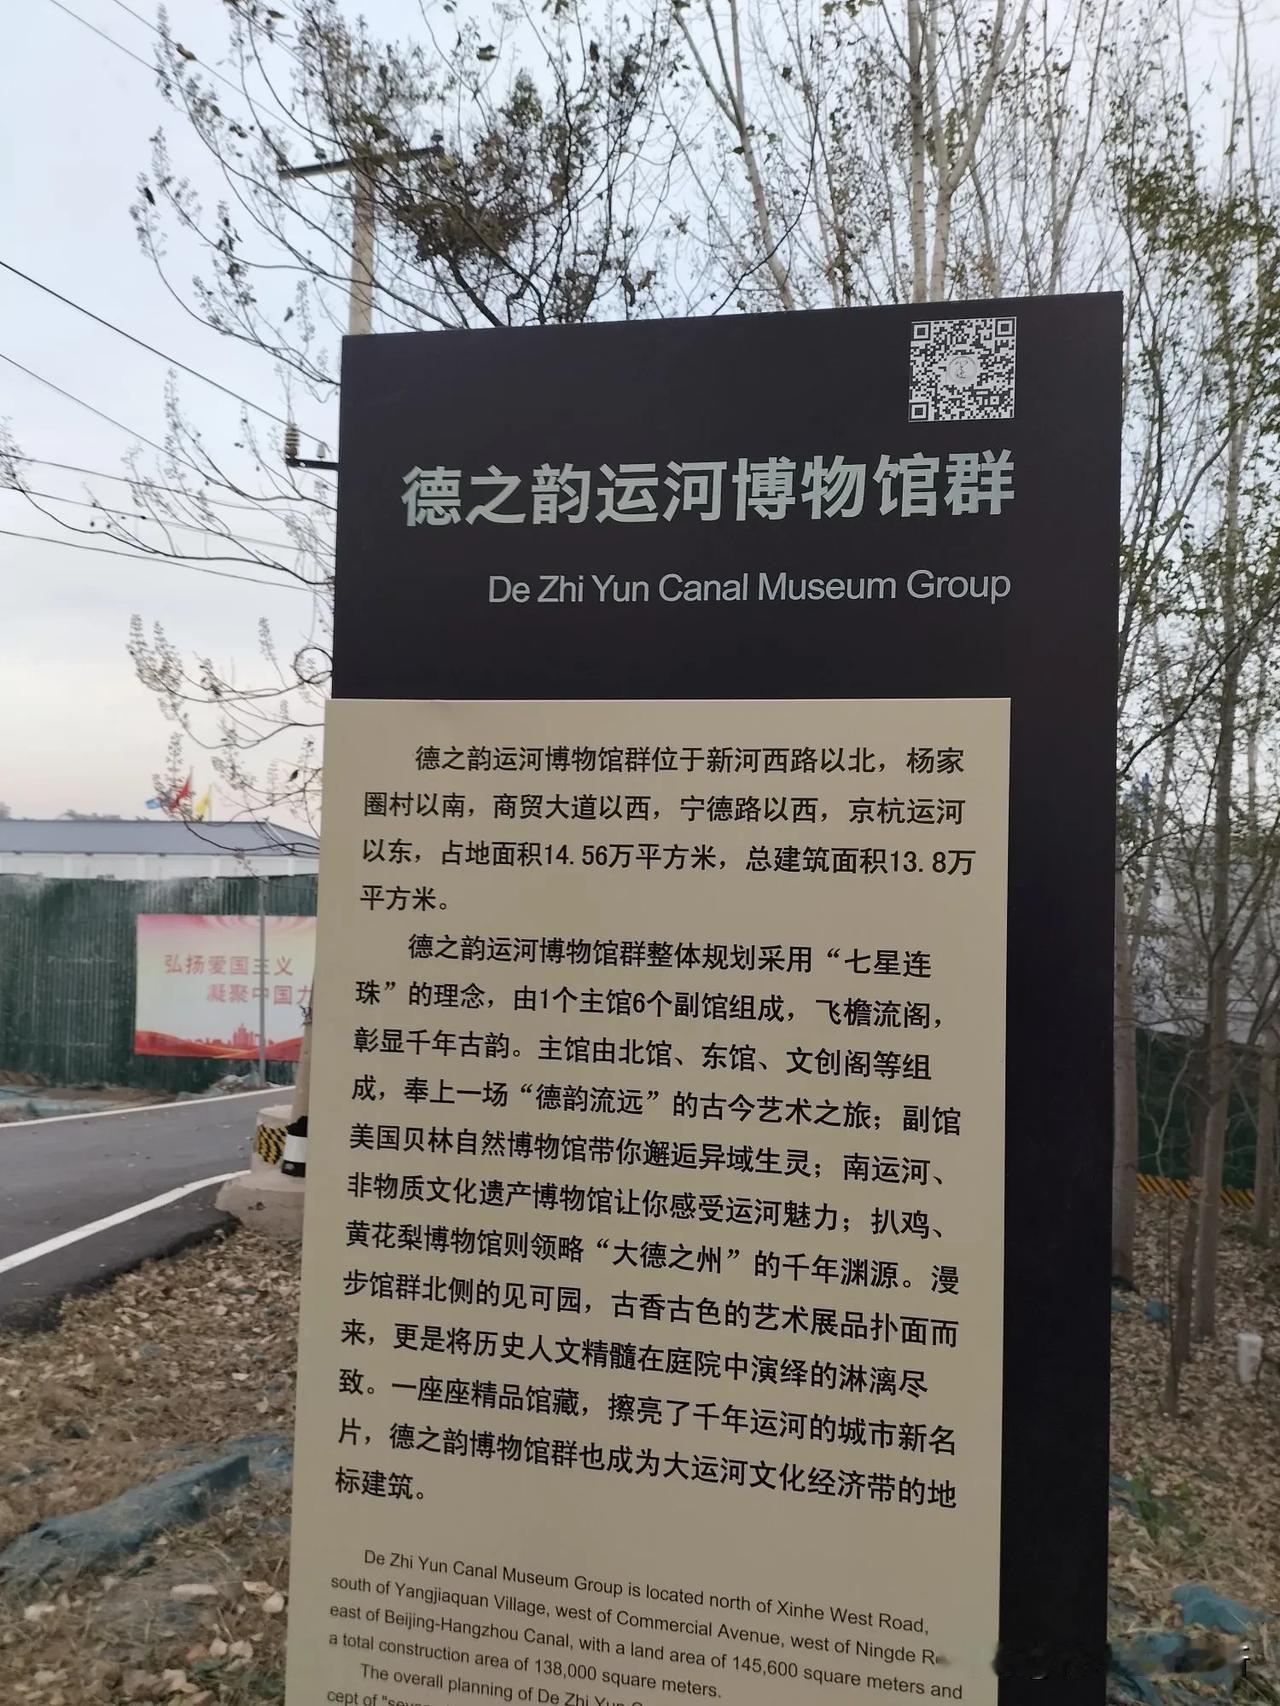 德之韵运河博物馆群
De Zhi Yun Canal Museum Group
德之韵运河博物馆群位于新河西路以北，杨家
圈村以南，商贸大道以西，宁德路以西，京杭运河
以东，占地面积14.56万平方米，总建筑面积13.8万
平方米。
德之韵运河博物馆群整体规划采用“七星连
珠”的理念，由1个主馆6个副馆组成，飞檐流阁，
彰显千年古韵。主馆由北馆、东馆、文创阁等组
成，奉上一场“德韵流远”的古今艺术之旅；副馆
美国贝林自然博物馆带你邂逅异域生灵；南运河、
非物质文化遗产博物馆让你感受运河魅力；扒鸡、
黄花梨博物馆则领略“大德之州”的千年渊源。漫
步馆群北侧的见可园，古香古色的艺术展品扑面而
来，更是将历史人文精髓在庭院中演绎的淋漓尽
致。一座座精品馆藏，擦亮了千年运河的城市新名
片，德之韵博物馆群也成为大运河文化经济带的地
标建筑。
De Zhi Yun Canal Museum Group is located north of Xinhe West Road,
south of Yangjiaquan Village, west of Commercial Avenue, west of Ningde
east of Beijing-Hangzhou Canal, with a land area of 145,600 square meters and
a total construction area of 138,000 square meters.
The overall planning of De Zhi Yun
cept of
弘扬爱国主义
凝聚中国力